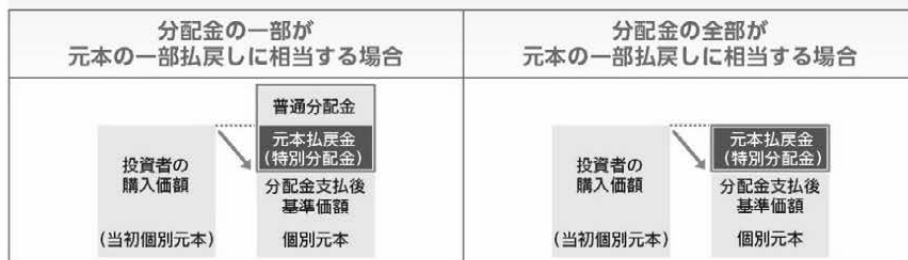 分配金の一部が
元本の一部払戻しに相当する場合
普通分配金
元本払戻金
(特別分配金)
投資者の
購入価額
(当初個別元本)
分配金支払後
基準価額
個別元本
分配金の全部が
元本の一部払戻しに相当する場合
元本払戻金
(特別分配金)
投資者の
購入価額
(当初個別元本)
分配金支払後
基準価額
個別元本